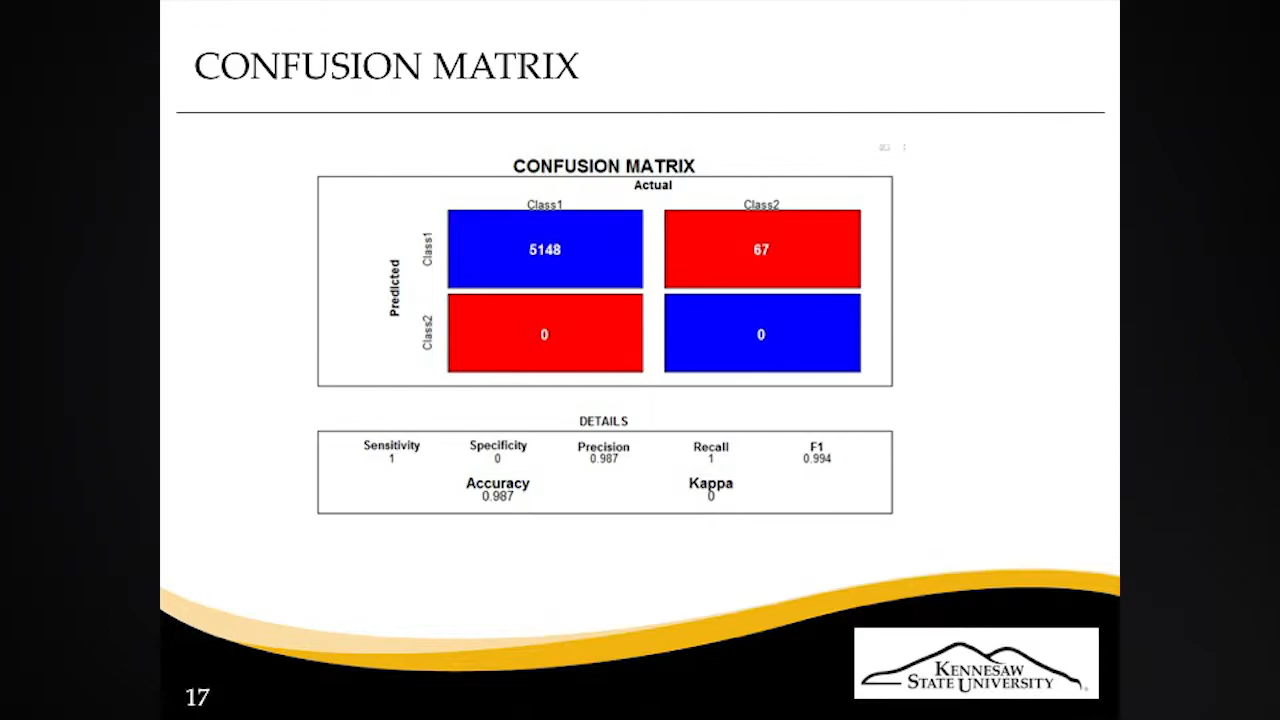 CONFUSION MATRIX
CONFUSION MATRIX
Actual
Class1 Class2
Predicted
Class1 5148 67
Class2 0 0
DETAILS
Sensitivity Specificity Precision Recall F1
1 0 0.987 1 0.994
Accuracy Kappa
0.987 0
KENNESAW
STATE UNIVERSITY
17